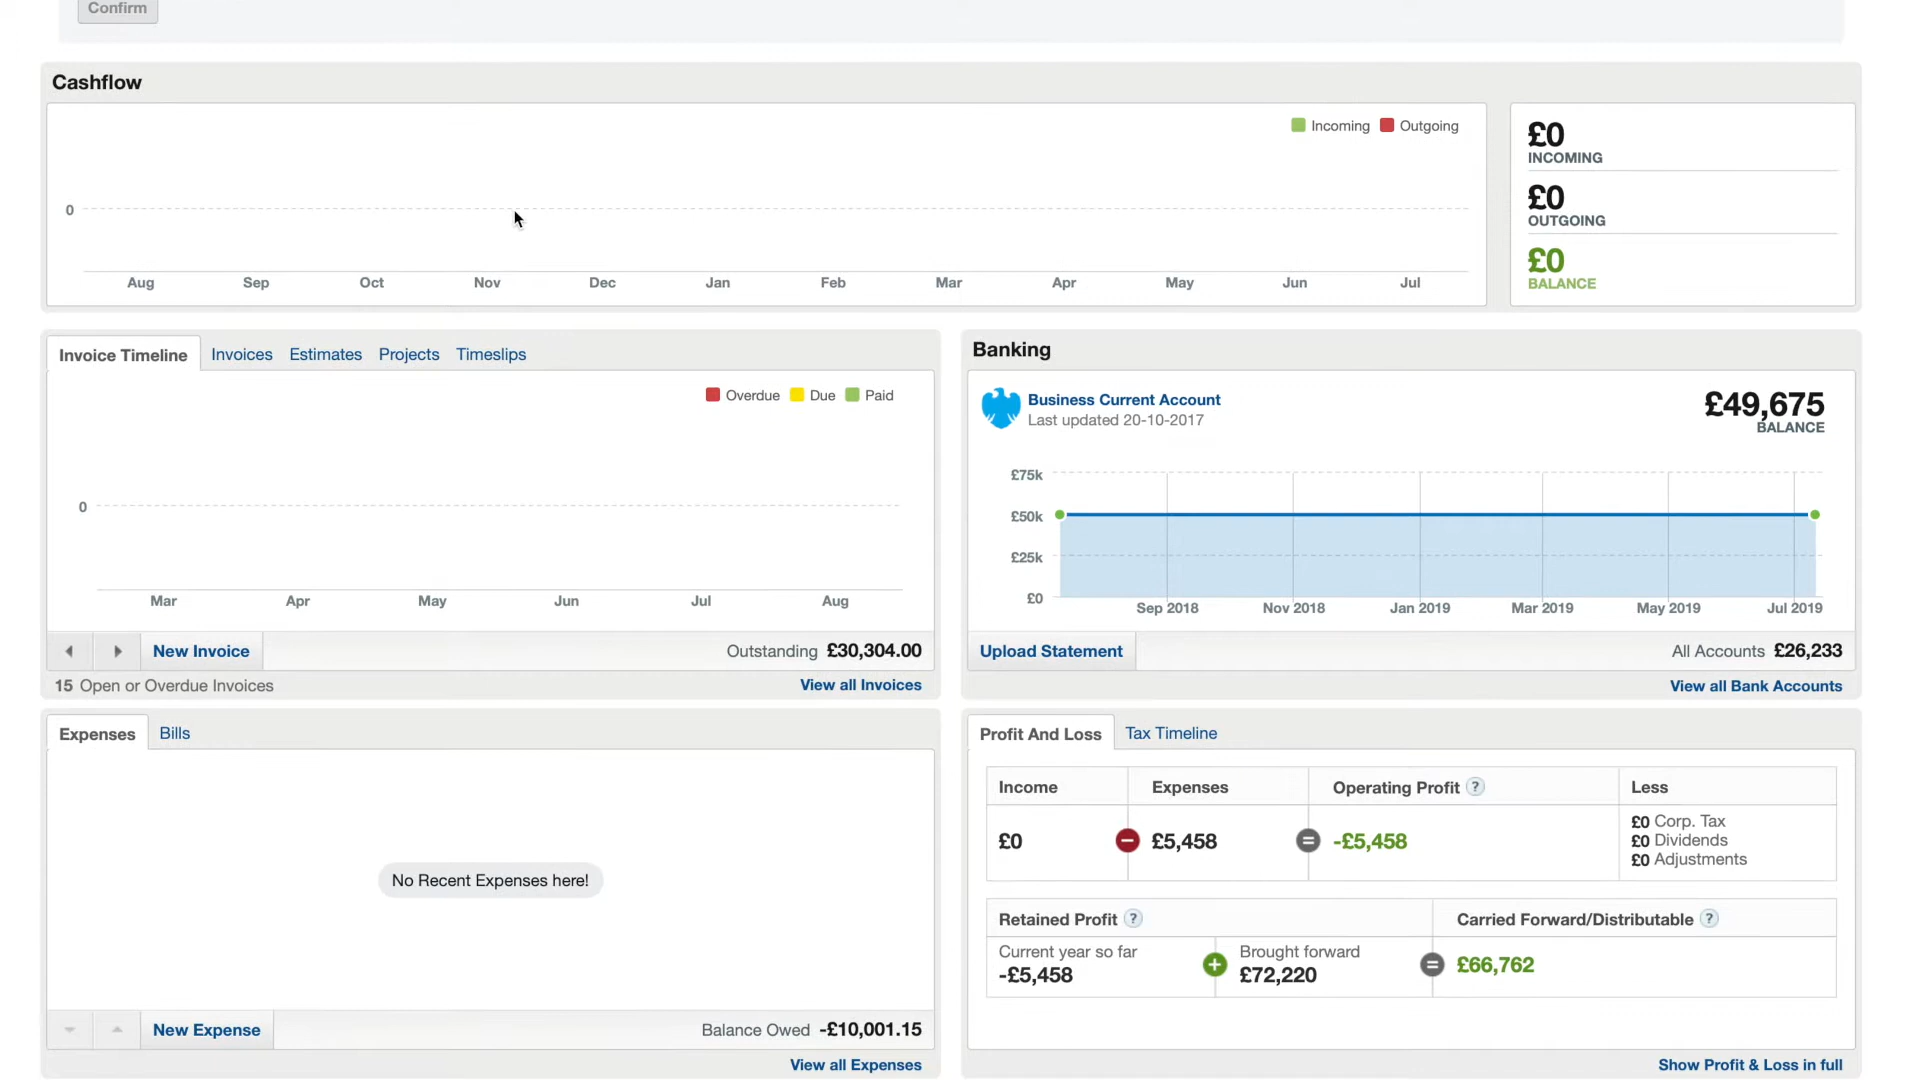 Confirm
Cashflow
Incoming Outgoing
0
Aug Sep Oct Nov Dec Jan Feb Mar Apr May Jun Jul
£0
INCOMING
£0
OUTGOING
£0
BALANCE
Invoice Timeline Invoices Estimates Projects Timeslips
Overdue Due Paid
0
Mar Apr May Jun Jul Aug
New Invoice Outstanding £30,304.00
15 Open or Overdue Invoices View all Invoices
Banking
Business Current Account
Last updated 20-10-2017
£49,675
BALANCE
£75k
£50k
£25k
£0
Sep 2018 Nov 2018 Jan 2019 Mar 2019 May 2019 Jul 2019
Upload Statement All Accounts £26,233
View all Bank Accounts
Expenses Bills
No Recent Expenses here!
New Expense Balance Owed -£10,001.15
View all Expenses
Profit And Loss Tax Timeline
Income Expenses Operating Profit ? Less
£0 − £5,458 = -£5,458
£0 Corp. Tax
£0 Dividends
£0 Adjustments
Retained Profit ? Carried Forward/Distributable ?
Current year so far Brought forward
-£5,458 + £72,220 = £66,762
Show Profit & Loss in full